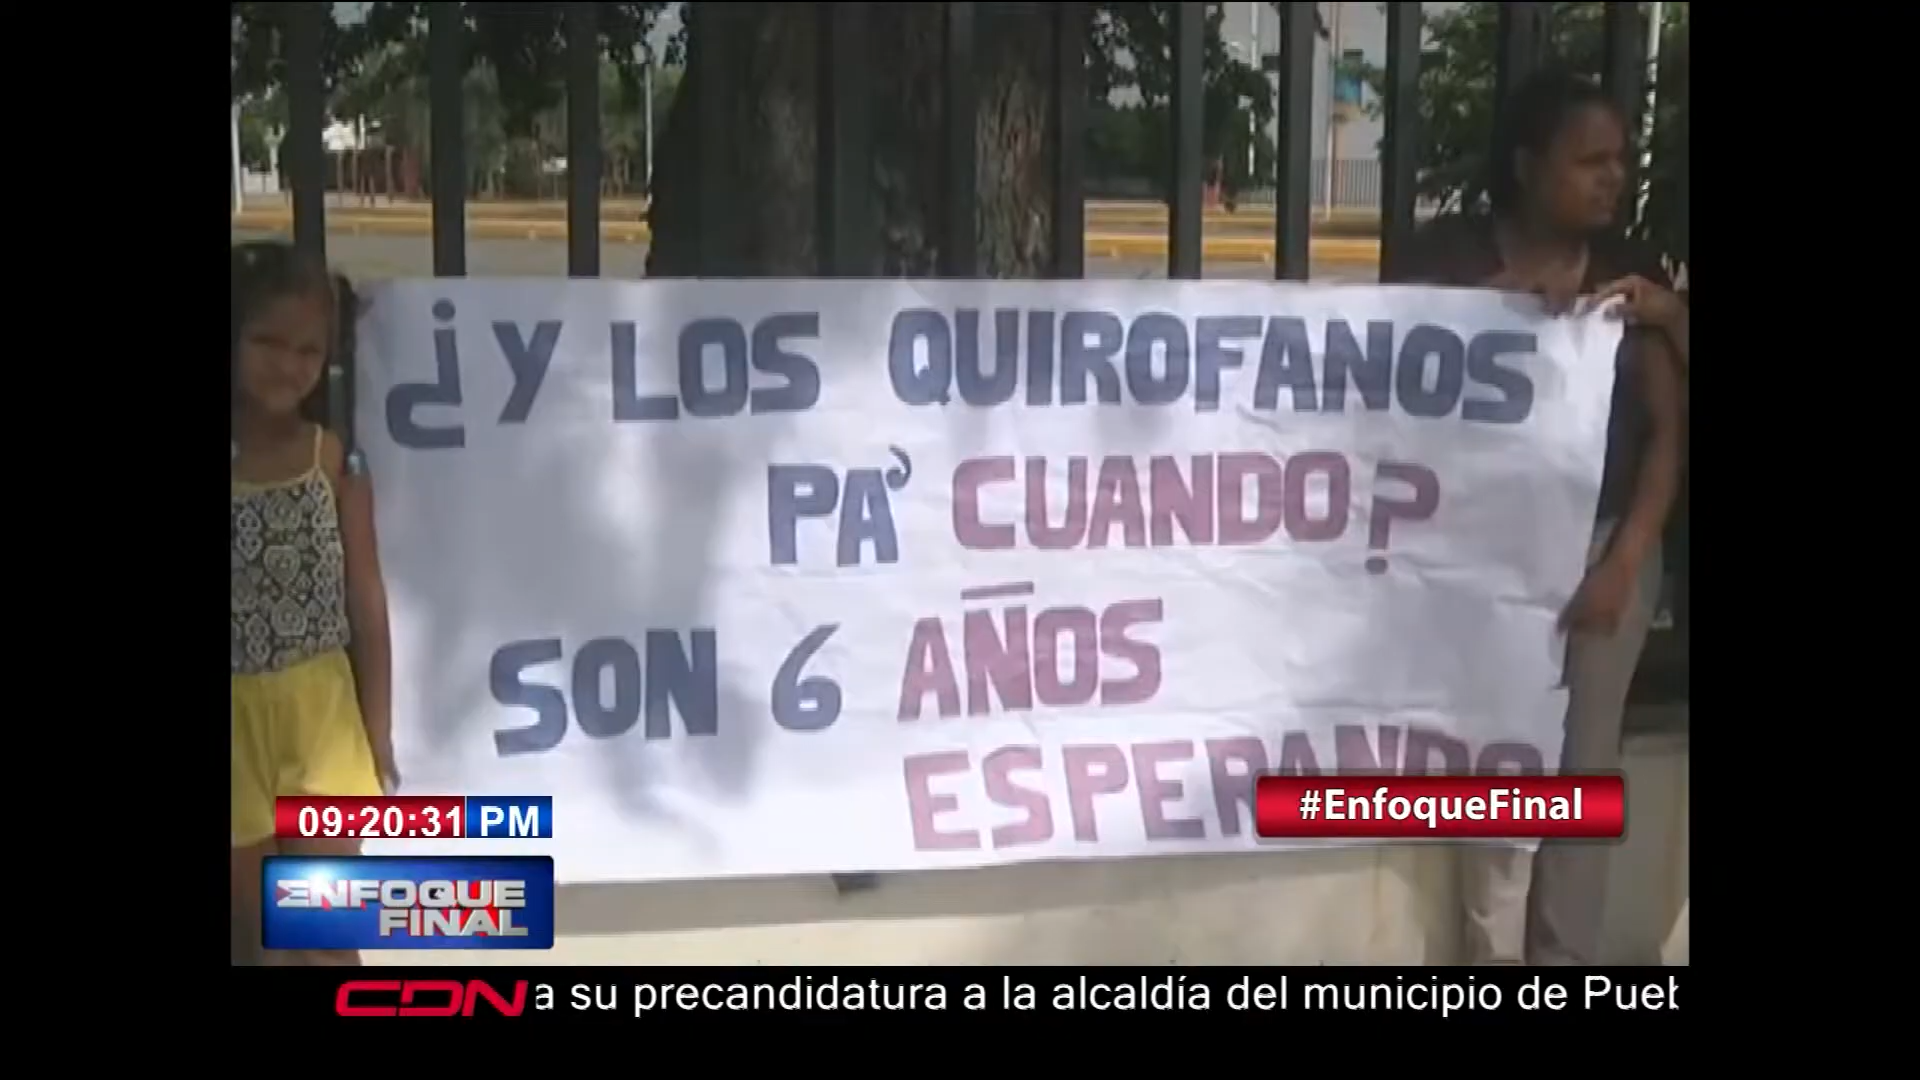 ¿Y LOS QUIROFANOS
PA' CUANDO?
SON 6 AÑOS
ESPERANDO
#EnfoqueFinal
09:20:31 PM
ENFOQUE
FINAL
CDN a su precandidatura a la alcaldía del municipio de